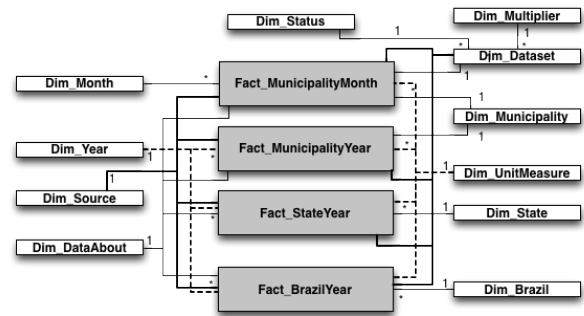 Dim_Status
1
Dim_Multiplier
1
*
*
Dim_Dataset
1
Fact_MunicipalityMonth
*
Dim_Month
1
Dim_Municipality
1
Fact_MunicipalityYear
*
*
Dim_Year
1
1
Dim_UnitMeasure
Dim_Source
1
Fact_StateYear
*
*
1
Dim_State
Dim_DataAbout
1
Fact_BrazilYear
*
1
Dim_Brazil